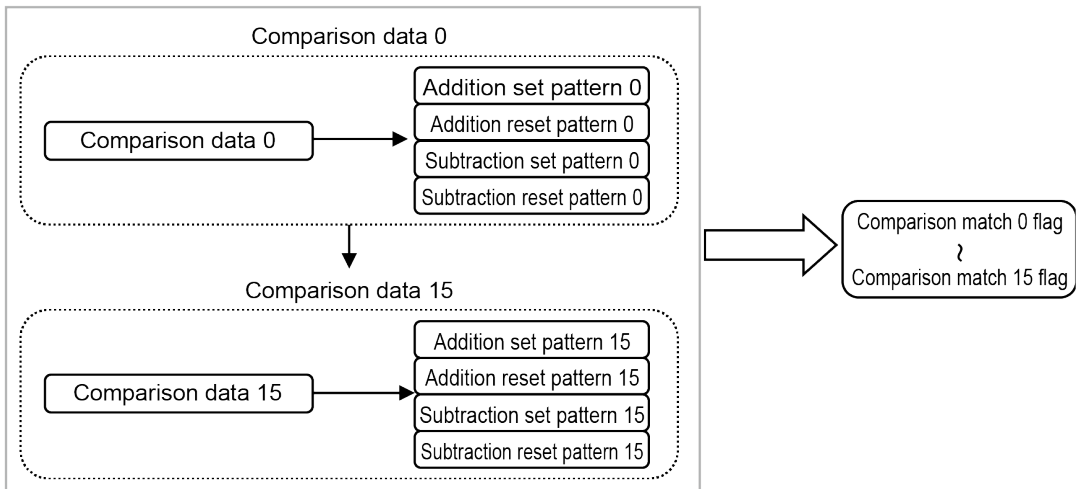 Comparison data 0
Comparison data 0
Addition set pattern 0
Addition reset pattern 0
Subtraction set pattern 0
Subtraction reset pattern 0
Comparison data 15
Comparison data 15
Addition set pattern 15
Addition reset pattern 15
Subtraction set pattern 15
Subtraction reset pattern 15
Comparison match 0 flag
~
Comparison match 15 flag